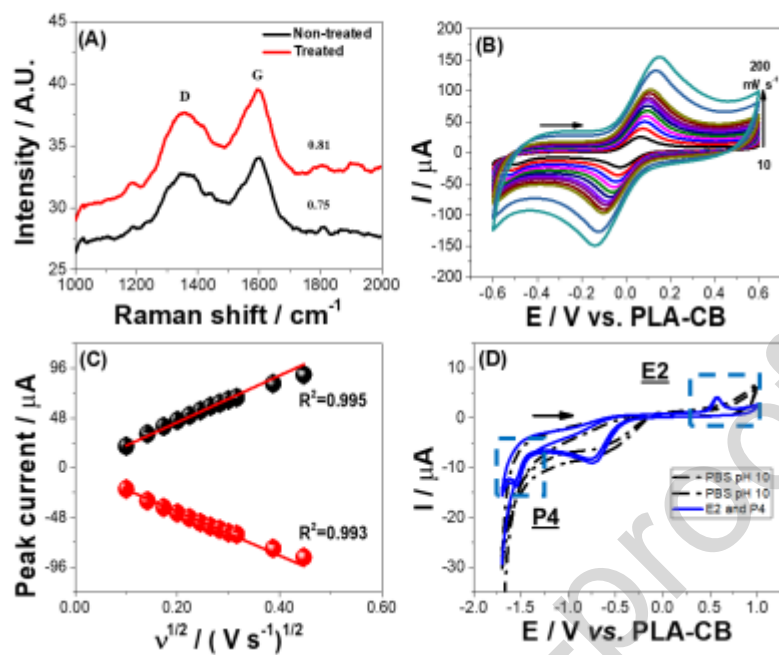 (A)
Non-treated
Treated
D
G
0.81
0.75
45
40
35
30
25
Intensity / A.U.
1000 1200 1400 1600 1800 2000
Raman shift / cm-1
(B)
200
mV s-1
10
200
150
100
50
0
-50
-100
-150
-200
I / μA
-0.6 -0.4 -0.2 0.0 0.2 0.4 0.6
E / V vs. PLA-CB
(C)
R²=0.995
R²=0.993
96
48
0
-48
-96
Peak current / μA
0.00 0.20 0.40 0.60
ν1/2 / ( V s-1)1/2
(D)
E2
P4
PBS pH 10
PBS pH 10
E2 and P4
10
0
-10
-20
-30
I / μA
-2.0 -1.5 -1.0 -0.5 0.0 0.5 1.0
E / V vs. PLA-CB